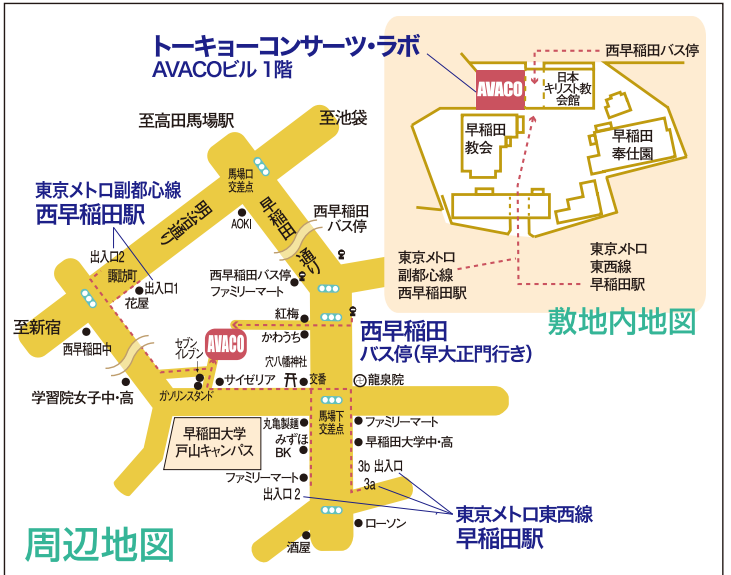 トーキョーコンサーツ・ラボ
AVACOビル 1階
西早稲田バス停
AVACO
日本
キリスト教
会館
早稲田
教会
早稲田
奉仕園
東京メトロ
副都心線
西早稲田駅
東京メトロ
東西線
早稲田駅
敷地内地図
至高田馬場駅
至池袋
馬場口
交差点
東京メトロ副都心線
西早稲田駅
明治通り
AOKI
早稲田通り
西早稲田
バス停
出入口2
諏訪町
出入口1
花屋
西早稲田バス停
ファミリーマート
至新宿
西早稲田中
紅梅
かわうち
西早稲田
バス停(早大正門行き)
セブン
イレブン
AVACO
穴八幡神社
学習院女子中・高
ガソリンスタンド
サイゼリア
交番
龍泉院
早稲田大学
戸山キャンパス
丸亀製麺
みずほ
BK
馬場下
交差点
ファミリーマート
早稲田大学中・高
3b 出入口
3a
ファミリーマート
出入口 2
東京メトロ東西線
早稲田駅
ローソン
酒屋
周辺地図